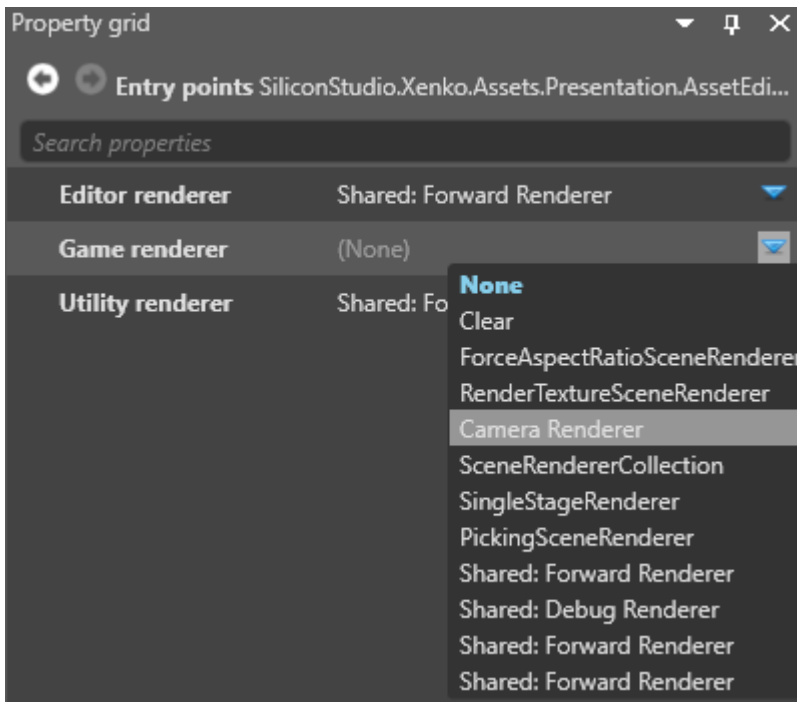 Property grid
Entry points SiliconStudio.Xenko.Assets.Presentation.AssetEdi...
Search properties
Editor renderer Shared: Forward Renderer
Game renderer (None)
Utility renderer Shared: Fo
None
Clear
ForceAspectRatioSceneRenderer
RenderTextureSceneRenderer
Camera Renderer
SceneRendererCollection
SingleStageRenderer
PickingSceneRenderer
Shared: Forward Renderer
Shared: Debug Renderer
Shared: Forward Renderer
Shared: Forward Renderer